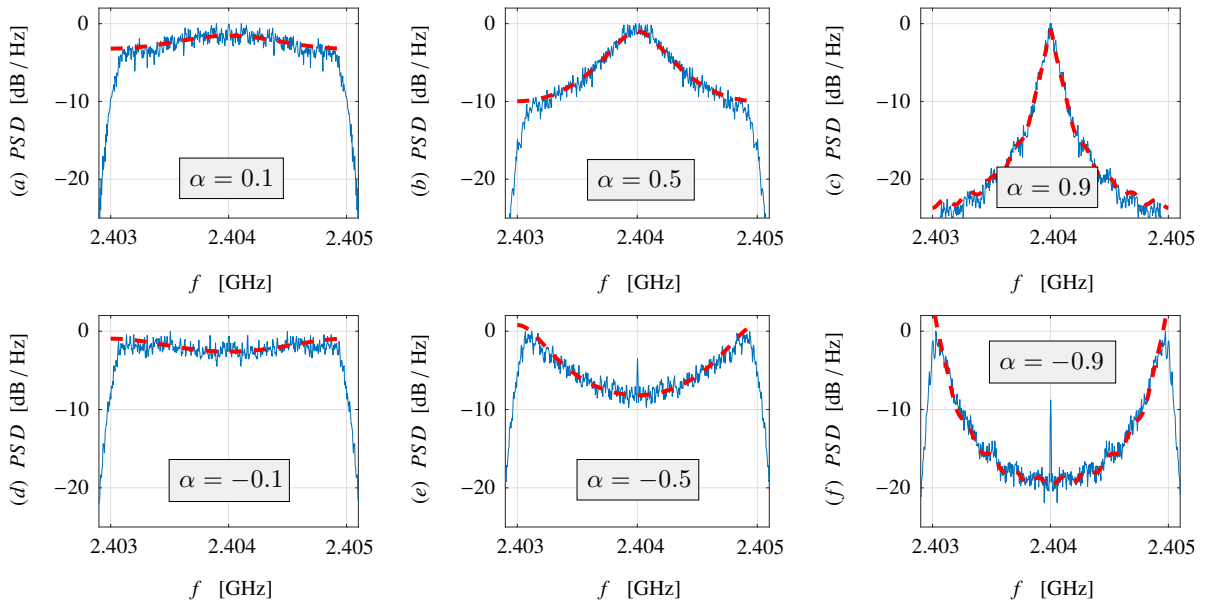 (a) PSD [dB / Hz]
0
−10
−20
α = 0.1
2.403 2.404 2.405
f [GHz]
(b) PSD [dB / Hz]
0
−10
−20
α = 0.5
2.403 2.404 2.405
f [GHz]
(c) PSD [dB / Hz]
0
−10
−20
α = 0.9
2.403 2.404 2.405
f [GHz]
(d) PSD [dB / Hz]
0
−10
−20
α = −0.1
2.403 2.404 2.405
f [GHz]
(e) PSD [dB / Hz]
0
−10
−20
α = −0.5
2.403 2.404 2.405
f [GHz]
(f) PSD [dB / Hz]
0
−10
−20
α = −0.9
2.403 2.404 2.405
f [GHz]